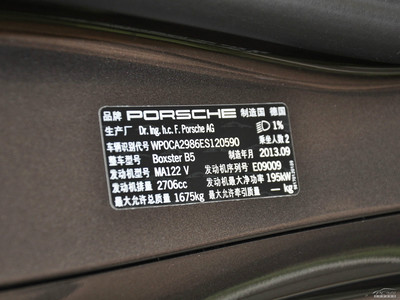 品牌 PORSCHE 制造国 德国
生产厂 Dr. Ing. h.c. F. Porsche AG 1%
车辆识别代号 WP0CA2986ES120590 乘坐人数 2
整车型号 Boxster B5 制造年月 2013.09
发动机型号 MA122 V 发动机序列号 E09009
发动机排量 2706cc 发动机最大净功率 195kW
最大允许总质量 1675kg 最大允许牵引质量 — kg